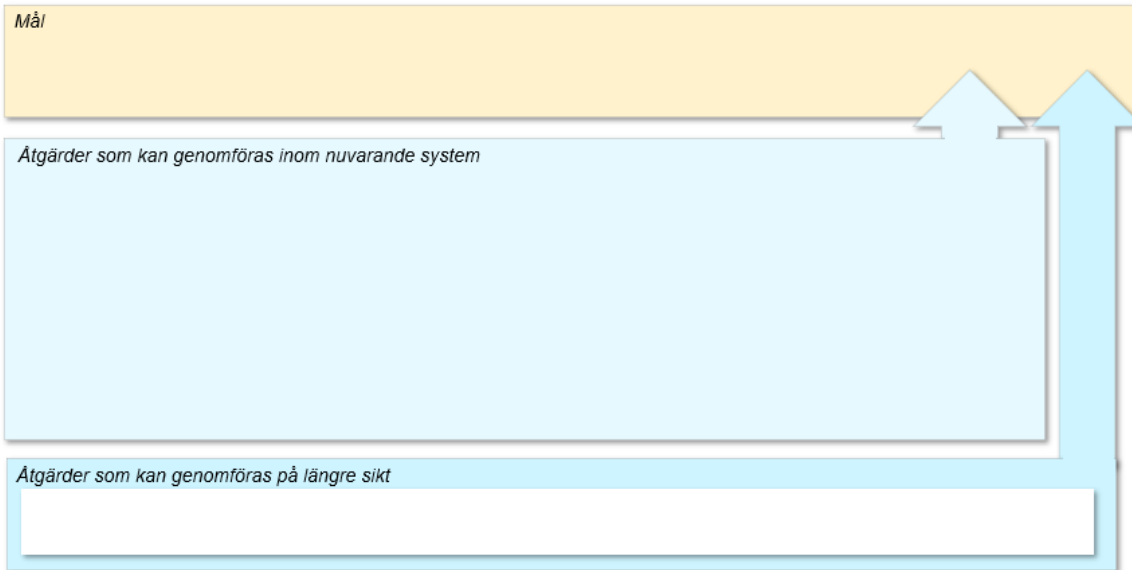 Mål
Åtgärder som kan genomföras inom nuvarande system
Åtgärder som kan genomföras på längre sikt